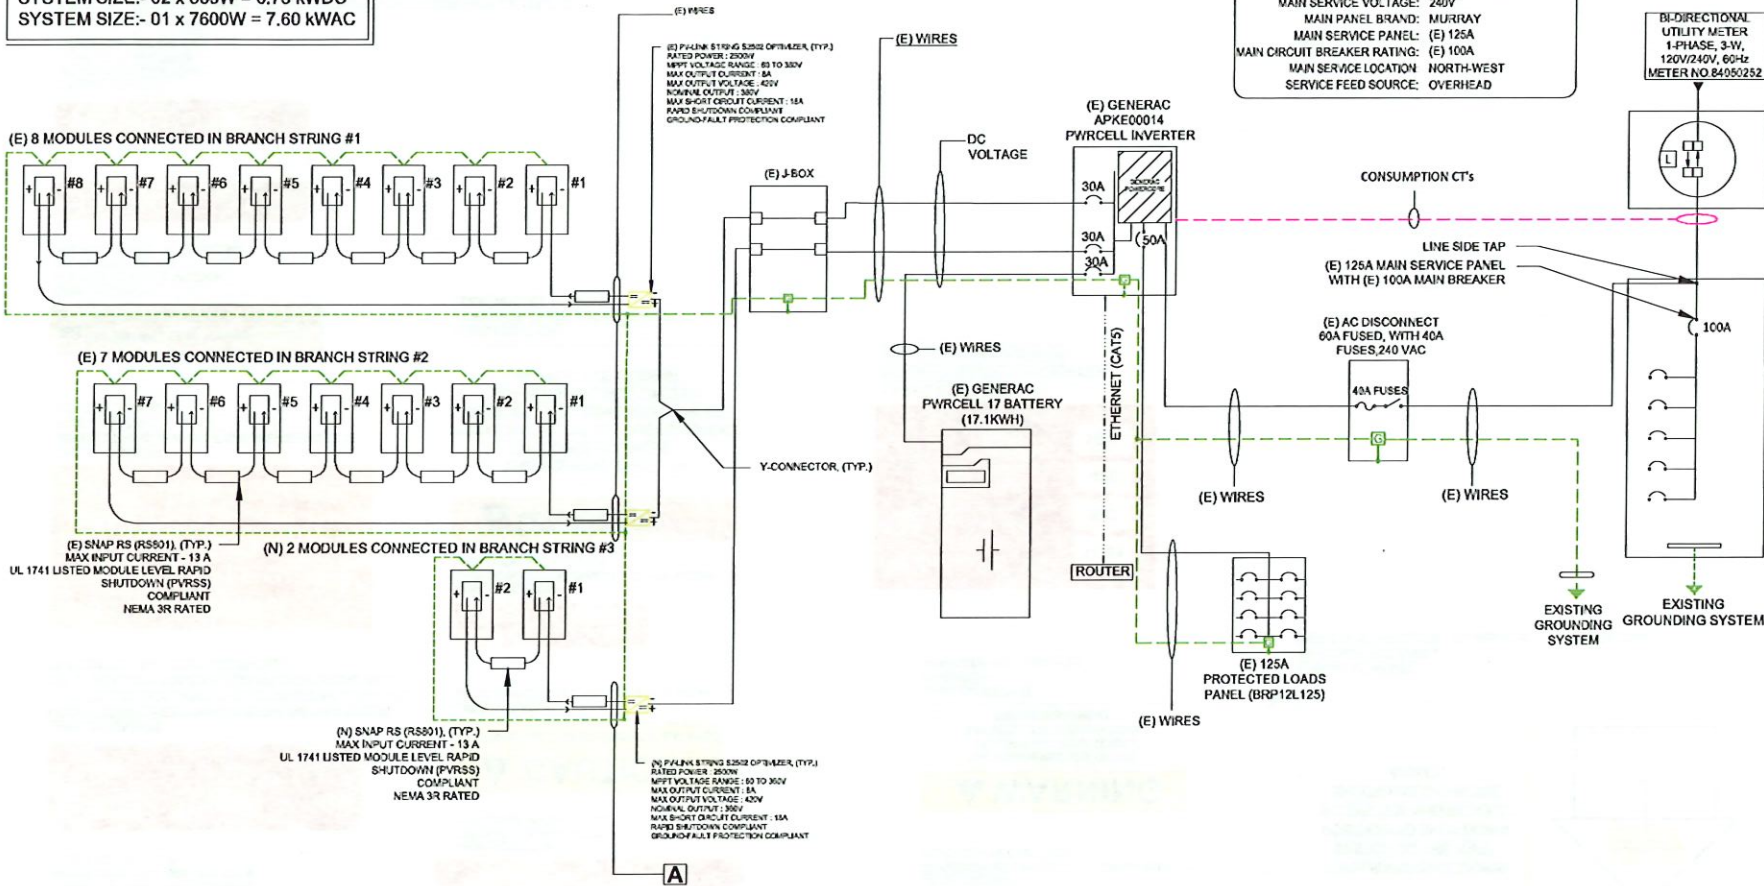 SYSTEM SIZE:- 01 x 7600W = 7.60 kWAC
(E) WIRES
(E) PV-LINK STRING S2502 OPTIMIZER, (TYP.)
RATED POWER : 2500W
MPPT VOLTAGE RANGE : 60 TO 360V
MAX OUTPUT CURRENT : 8A
MAX OUTPUT VOLTAGE : 420V
NOMINAL OUTPUT : 380V
MAX SHORT CIRCUIT CURRENT : 18A
RAPID SHUTDOWN COMPLIANT
GROUND-FAULT PROTECTION COMPLIANT
(E) WIRES
MAIN SERVICE VOLTAGE: 240V
MAIN PANEL BRAND: MURRAY
MAIN SERVICE PANEL: (E) 125A
MAIN CIRCUIT BREAKER RATING: (E) 100A
MAIN SERVICE LOCATION NORTH-WEST
SERVICE FEED SOURCE: OVERHEAD
BI-DIRECTIONAL
UTILITY METER
1-PHASE, 3-W,
120V/240V, 60Hz
METER NO.84050252
L
(E) 8 MODULES CONNECTED IN BRANCH STRING #1
#8 #7 #6 #5 #4 #3 #2 #1
(E) J-BOX
DC
VOLTAGE
(E) GENERAC
APKE00014
PWRCELL INVERTER
GENERAC
POWERCORE
30A
30A
30A
50A
CONSUMPTION CT's
LINE SIDE TAP
(E) 125A MAIN SERVICE PANEL
WITH (E) 100A MAIN BREAKER
100A
(E) AC DISCONNECT
60A FUSED, WITH 40A
FUSES,240 VAC
40A FUSES
G
(E) WIRES
(E) WIRES
(E) WIRES
ETHERNET (CAT5)
(E) GENERAC
PWRCELL 17 BATTERY
(17.1KWH)
(E) 7 MODULES CONNECTED IN BRANCH STRING #2
#7 #6 #5 #4 #3 #2 #1
Y-CONNECTOR, (TYP.)
(E) SNAP RS (RS801), (TYP.)
MAX INPUT CURRENT - 13 A
UL 1741 LISTED MODULE LEVEL RAPID
SHUTDOWN (PVRSS)
COMPLIANT
NEMA 3R RATED
(N) 2 MODULES CONNECTED IN BRANCH STRING #3
#2 #1
(N) SNAP RS (RS801), (TYP.)
MAX INPUT CURRENT - 13 A
UL 1741 LISTED MODULE LEVEL RAPID
SHUTDOWN (PVRSS)
COMPLIANT
NEMA 3R RATED
(N) PV-LINK STRING S2502 OPTIMIZER, (TYP.)
RATED POWER : 2500W
MPPT VOLTAGE RANGE : 60 TO 360V
MAX OUTPUT CURRENT : 8A
MAX OUTPUT VOLTAGE : 420V
NOMINAL OUTPUT : 380V
MAX SHORT CIRCUIT CURRENT : 18A
RAPID SHUTDOWN COMPLIANT
GROUND-FAULT PROTECTION COMPLIANT
A
ROUTER
(E) 125A
PROTECTED LOADS
PANEL (BRP12L125)
(E) WIRES
EXISTING
GROUNDING
SYSTEM
EXISTING
GROUNDING SYSTEM